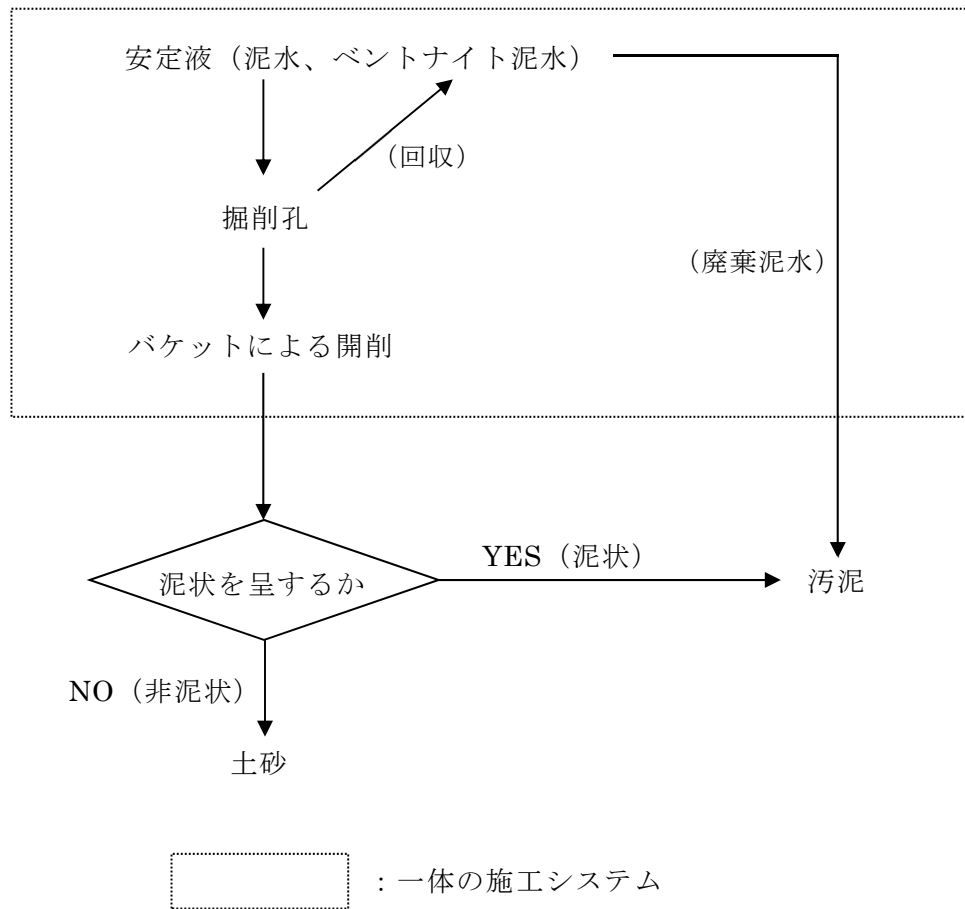 安定液（泥水、ベントナイト泥水）
（回収）
掘削孔
（廃棄泥水）
バケットによる開削
YES（泥状）
泥状を呈するか
汚泥
NO（非泥状）
土砂
：一体の施工システム